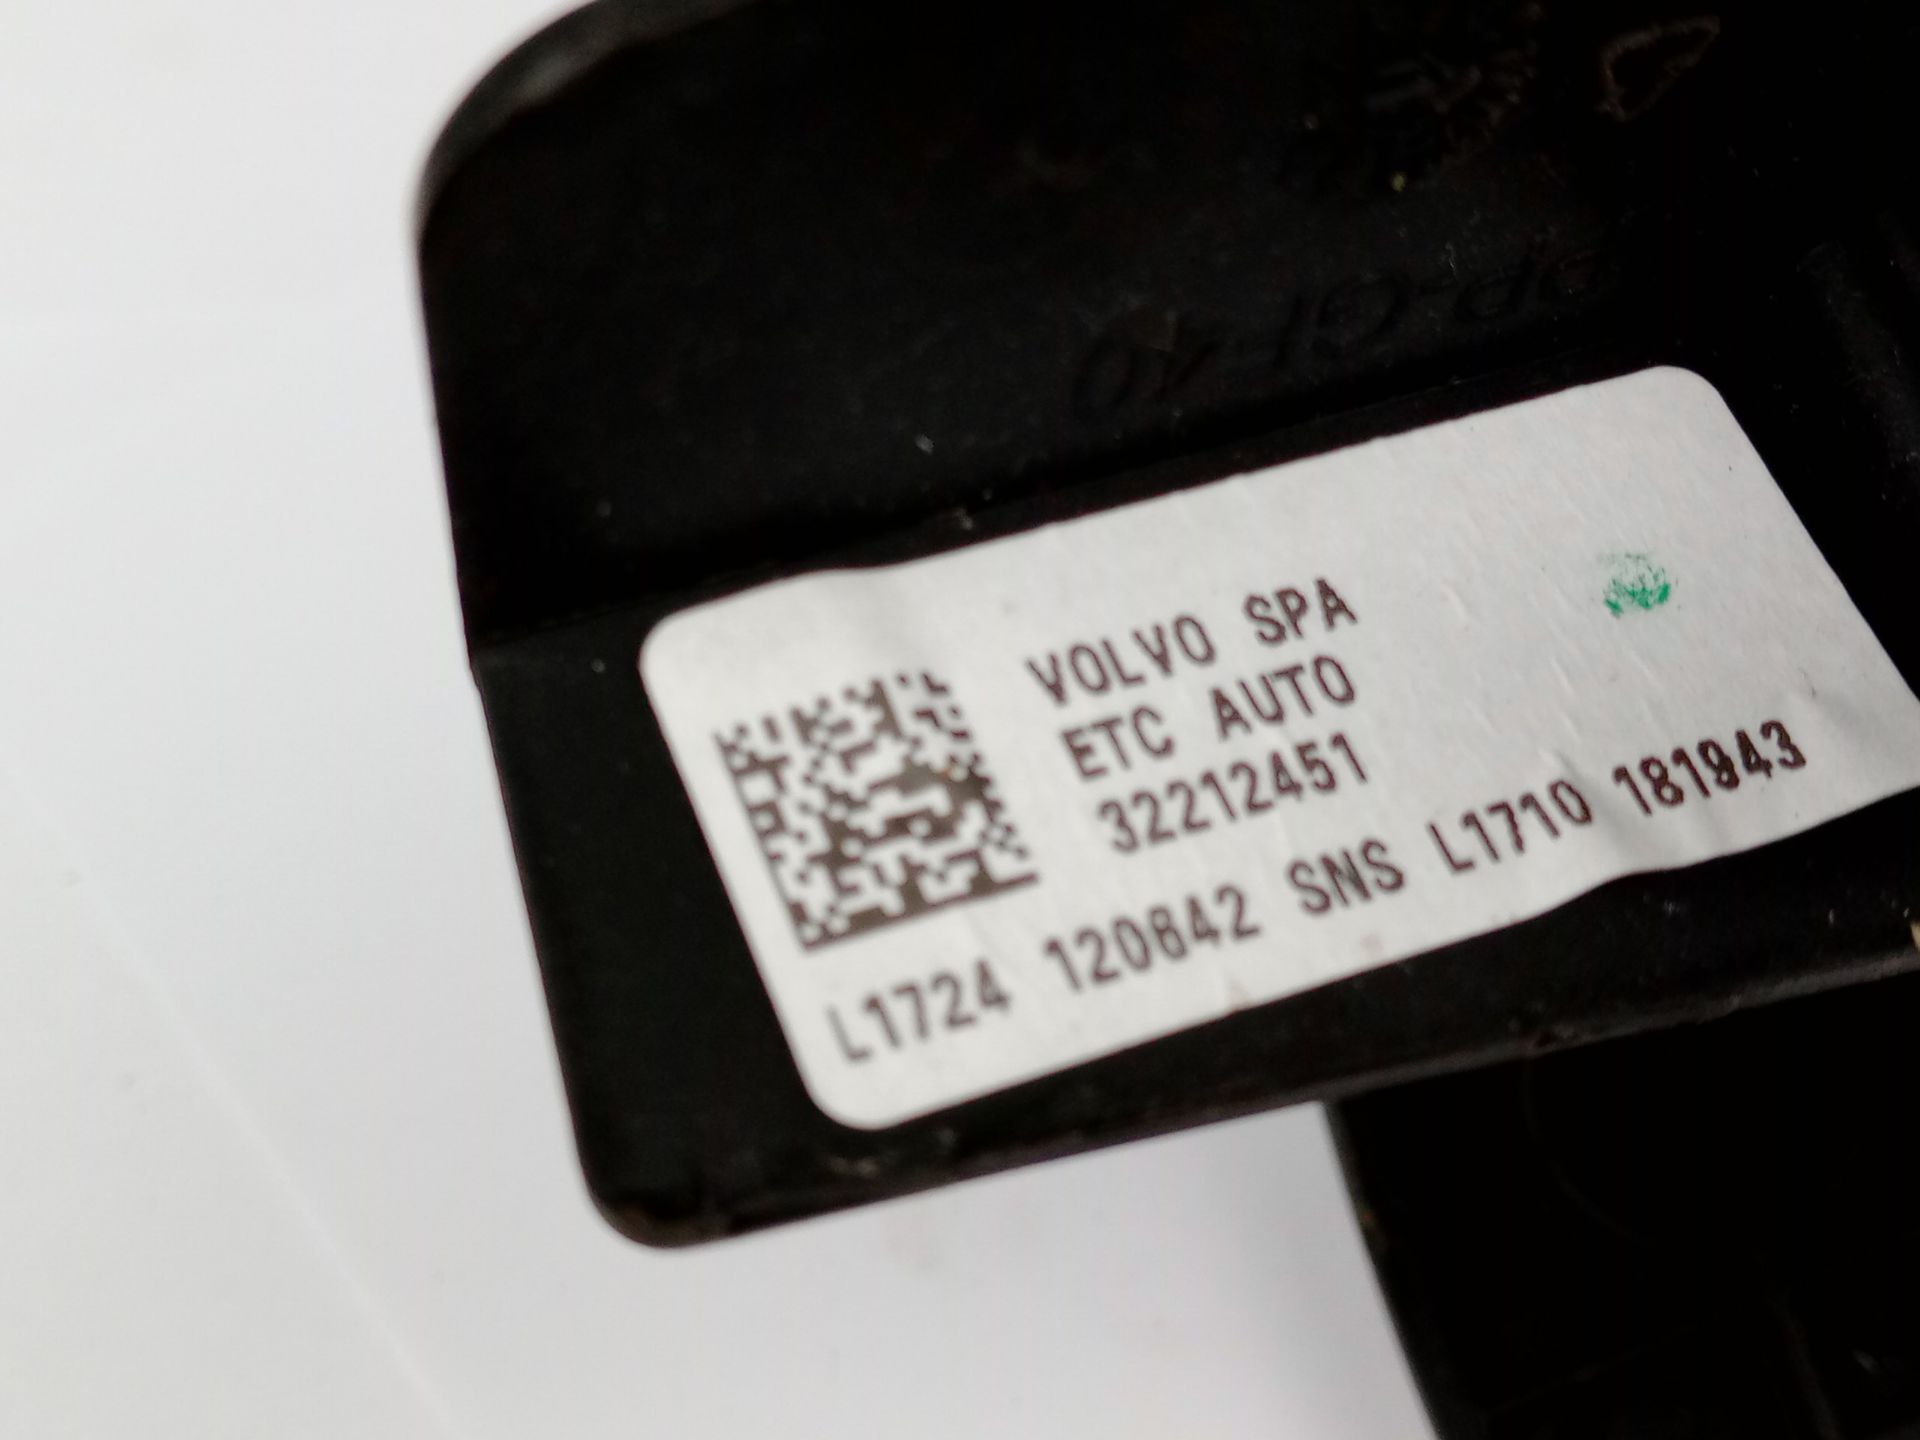 VOLVO SPA
ETC AUTO
32212451
L1724 120842 SNS L1710 181943